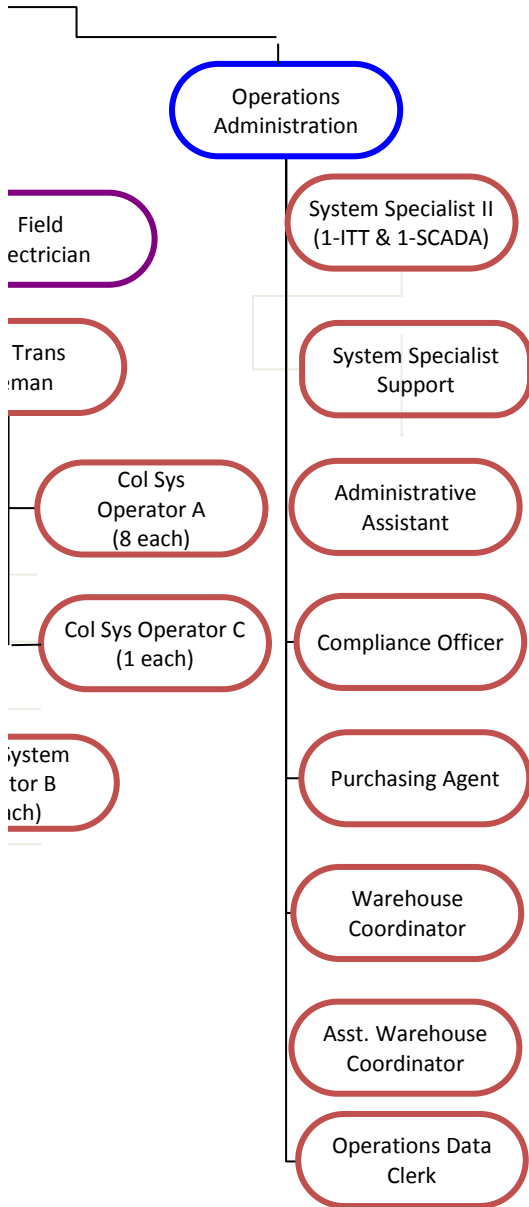 Operations
Administration
System Specialist II
(1-ITT & 1-SCADA)
Field
Trans
System Specialist
Support
Col Sys
Operator A
(8 each)
Administrative
Assistant
Col Sys Operator C
(1 each)
Compliance Officer
System
B
Purchasing Agent
Warehouse
Coordinator
Asst. Warehouse
Coordinator
Operations Data
Clerk